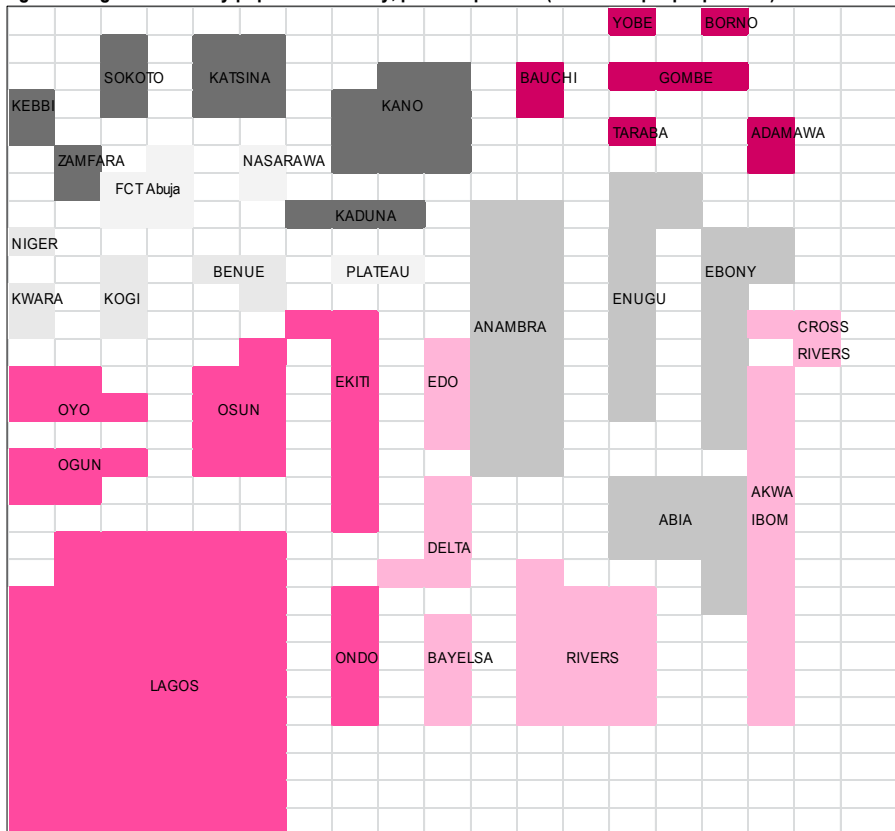 YOBE BORNO
SOKOTO KATSINA BAUCHI GOMBE
KEBBI KANO
TARABA ADAMAWA
ZAMFARA NASARAWA
FCT Abuja
KADUNA
NIGER
BENUE PLATEAU EBONY
KWARA KOGI ENUGU
ANAMBRA CROSS
RIVERS
EKITI EDO
OYO OSUN
OGUN
AKWA
ABIA IBOM
DELTA
ONDO BAYELSA RIVERS
LAGOS